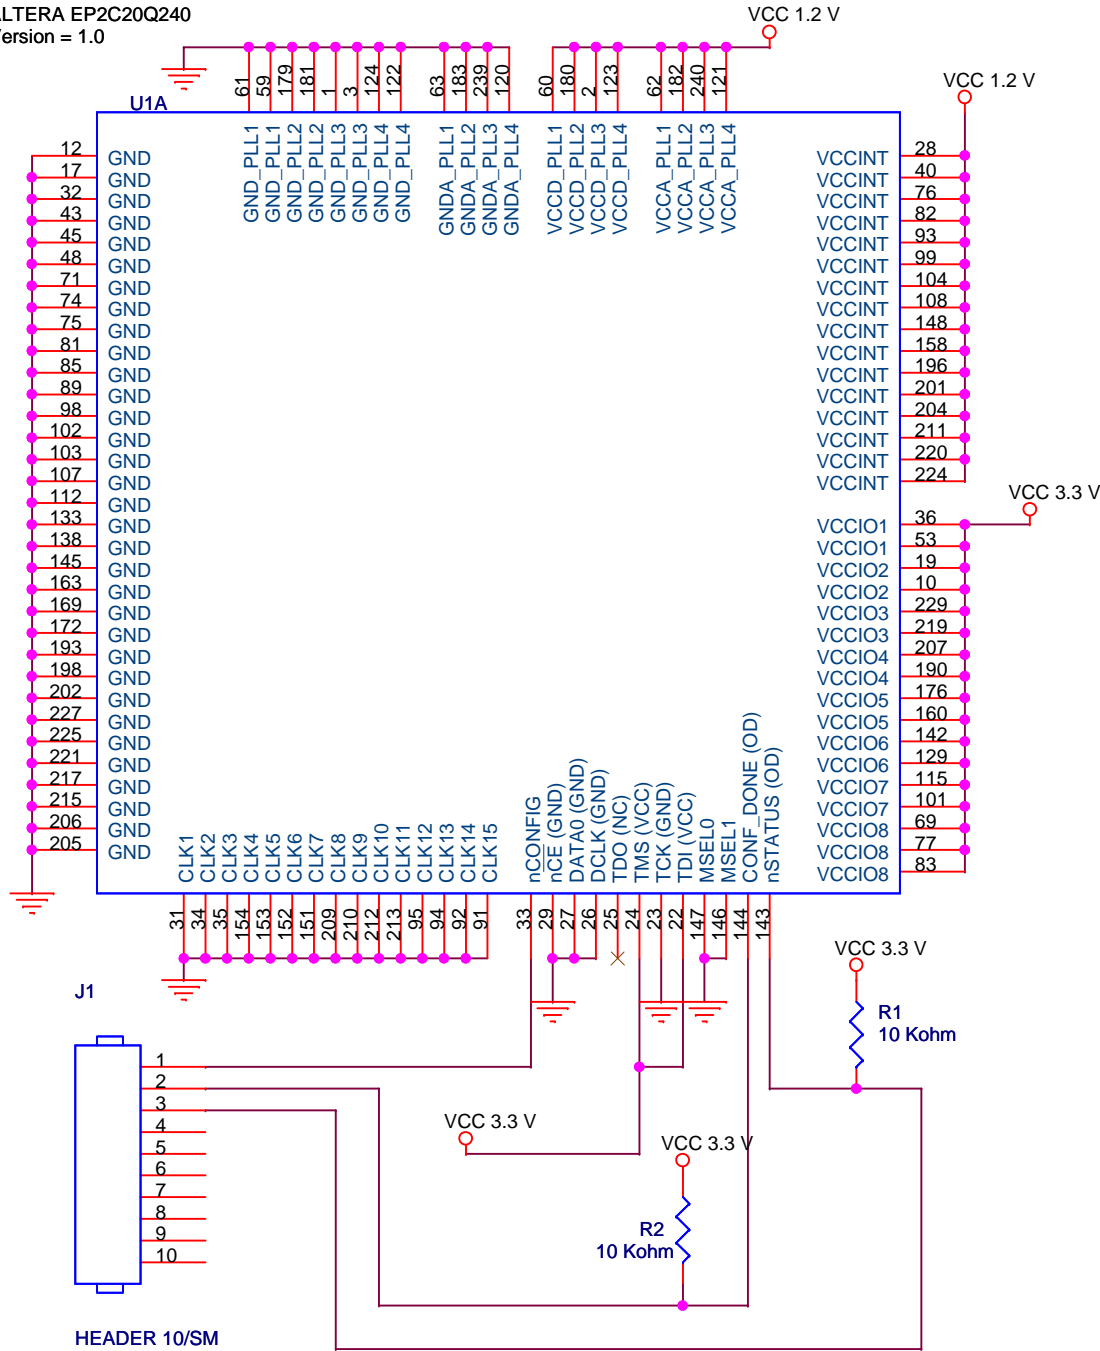 LTERA EP2C20Q240
ersion = 1.0
VCC 1.2 V
VCC 1.2 V
U1A
61 59 179 181 1 3 124 122 63 183 239 120 60 180 2 123 62 182 240 121
GND_PLL1 GND_PLL1 GND_PLL2 GND_PLL2 GND_PLL3 GND_PLL3 GND_PLL4 GND_PLL4 GNDA_PLL1 GNDA_PLL2 GNDA_PLL3 GNDA_PLL4 VCCD_PLL1 VCCD_PLL2 VCCD_PLL3 VCCD_PLL4 VCCA_PLL1 VCCA_PLL2 VCCA_PLL3 VCCA_PLL4
12 GND VCCINT 28
17 GND VCCINT 40
32 GND VCCINT 76
43 GND VCCINT 82
45 GND VCCINT 93
48 GND VCCINT 99
71 GND VCCINT 104
74 GND VCCINT 108
75 GND VCCINT 148
81 GND VCCINT 158
85 GND VCCINT 196
89 GND VCCINT 201
98 GND VCCINT 204
102 GND VCCINT 211
103 GND VCCINT 220
107 GND VCCINT 224
112 GND
VCC 3.3 V
133 GND VCCIO1 36
138 GND VCCIO1 53
145 GND VCCIO2 19
163 GND VCCIO2 10
169 GND VCCIO3 229
172 GND VCCIO3 219
193 GND VCCIO4 207
198 GND VCCIO4 190
202 GND VCCIO5 176
227 GND VCCIO5 160
225 GND VCCIO6 142
221 GND VCCIO6 129
217 GND VCCIO7 115
215 GND VCCIO7 101
206 GND VCCIO8 69
205 GND VCCIO8 77
VCCIO8 83
CLK1 CLK2 CLK3 CLK4 CLK5 CLK6 CLK7 CLK8 CLK9 CLK10 CLK11 CLK12 CLK13 CLK14 CLK15 nCONFIG nCE (GND) DATA0 (GND) DCLK (GND) TDO (NC) TMS (VCC) TCK (GND) TDI (VCC) MSEL0 MSEL1 CONF_DONE (OD) nSTATUS (OD)
31 34 35 154 153 152 151 209 210 212 213 95 94 92 91 33 29 27 26 25 24 23 22 147 146 144 143
VCC 3.3 V
J1
R1
10 Kohm
1
2
3
4
5
6
7
8
9
10
VCC 3.3 V
VCC 3.3 V
R2
10 Kohm
HEADER 10/SM